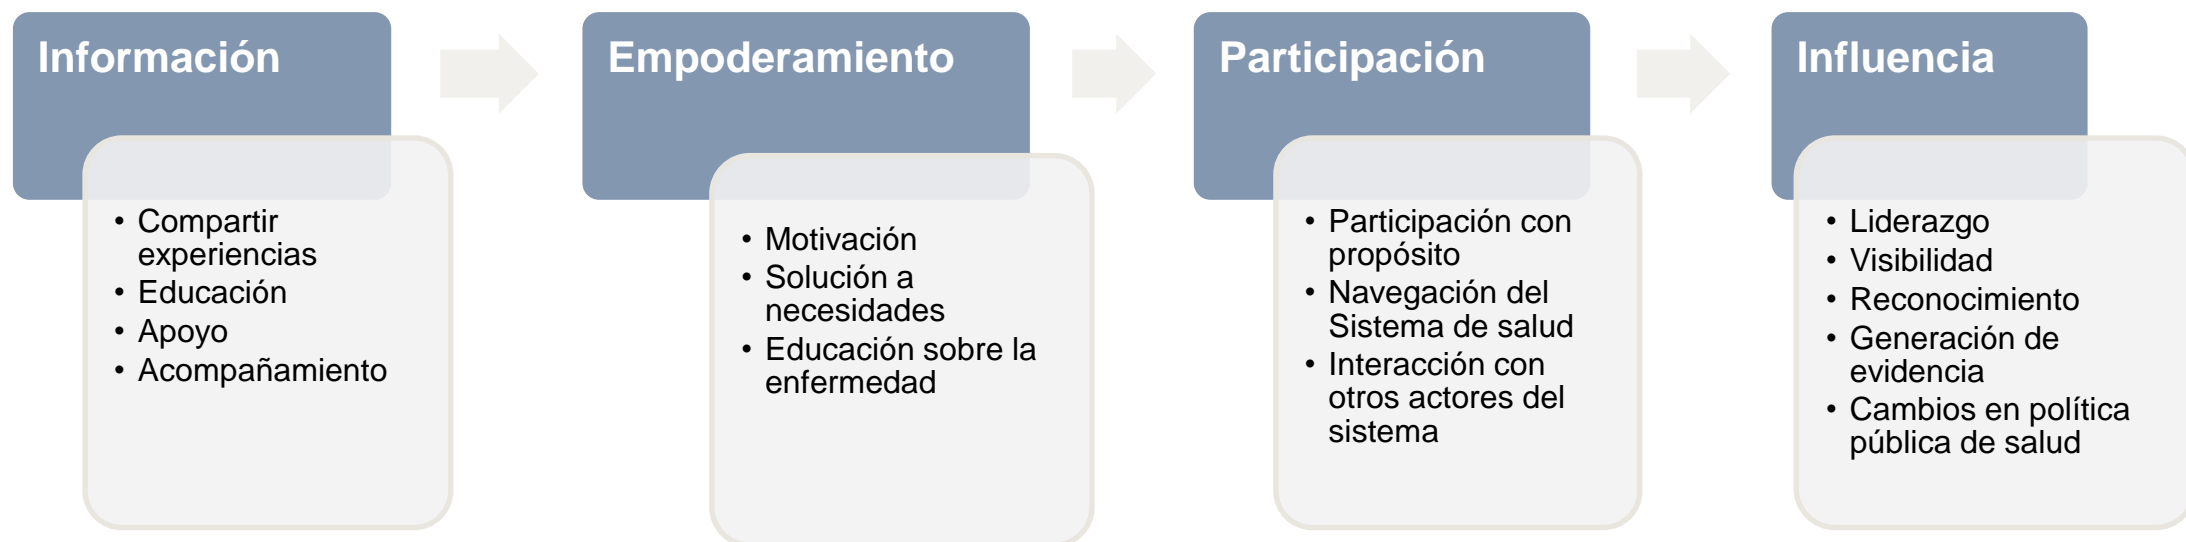 Información
• Compartir
experiencias
• Educación
• Apoyo
• Acompañamiento
Empoderamiento
• Motivación
• Solución a
necesidades
• Educación sobre la
enfermedad
Participación
• Participación con
propósito
• Navegación del
Sistema de salud
• Interacción con
otros actores del
sistema
Influencia
• Liderazgo
• Visibilidad
• Reconocimiento
• Generación de
evidencia
• Cambios en política
pública de salud